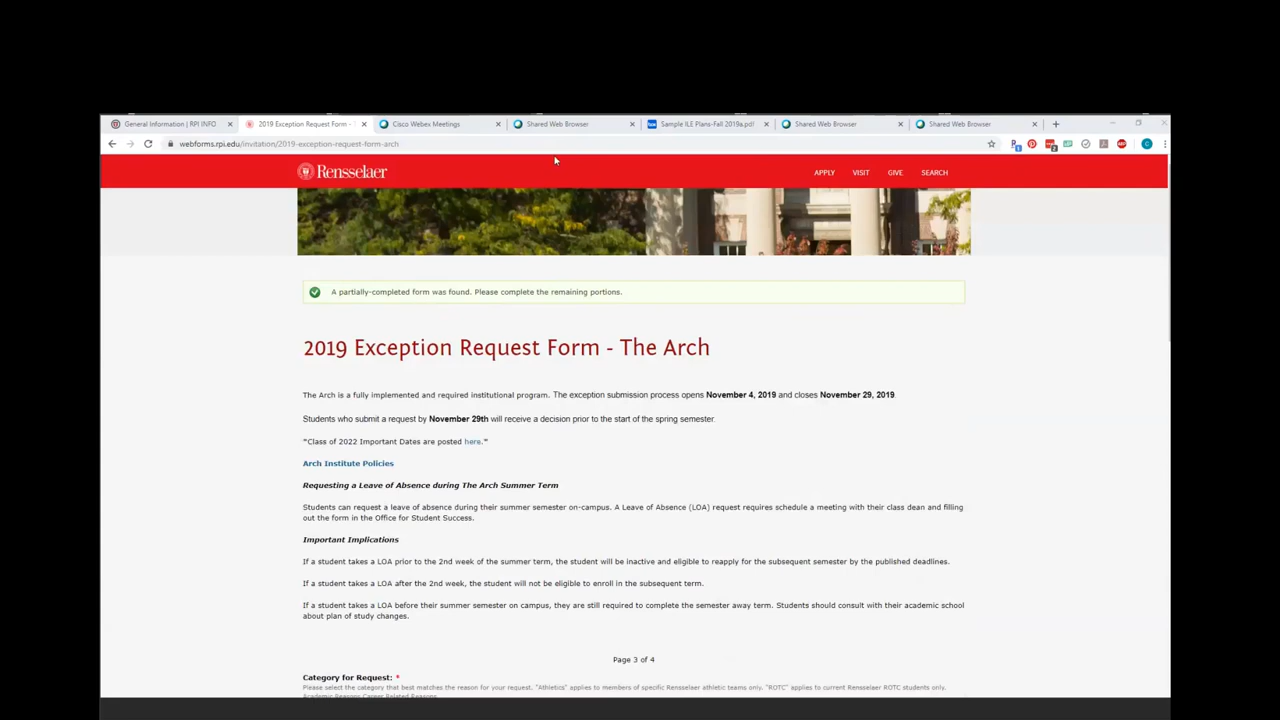 General Information | RPI INFO
2019 Exception Request Form -
Cisco Webex Meetings
Shared Web Browser
Sample ILE Plans-Fall 2019a.pdf
Shared Web Browser
Shared Web Browser
webforms.rpi.edu/invitation/2019-exception-request-form-arch
Rensselaer
APPLY VISIT GIVE SEARCH
A partially-completed form was found. Please complete the remaining portions.
2019 Exception Request Form - The Arch
The Arch is a fully implemented and required institutional program. The exception submission process opens November 4, 2019 and closes November 29, 2019.
Students who submit a request by November 29th will receive a decision prior to the start of the spring semester.
"Class of 2022 Important Dates are posted here."
Arch Institute Policies
Requesting a Leave of Absence during The Arch Summer Term
Students can request a leave of absence during their summer semester on-campus. A Leave of Absence (LOA) request requires schedule a meeting with their class dean and filling
out the form in the Office for Student Success.
Important Implications
If a student takes a LOA prior to the 2nd week of the summer term, the student will be inactive and eligible to reapply for the subsequent semester by the published deadlines.
If a student takes a LOA after the 2nd week, the student will not be eligible to enroll in the subsequent term.
If a student takes a LOA before their summer semester on campus, they are still required to complete the semester away term. Students should consult with their academic school
about plan of study changes.
Page 3 of 4
Category for Request: *
Please select the category that best matches the reason for your request. "Athletics" applies to members of specific Rensselaer athletic teams only. "ROTC" applies to current Rensselaer ROTC students only.
Academic Reasons Career Related Reasons